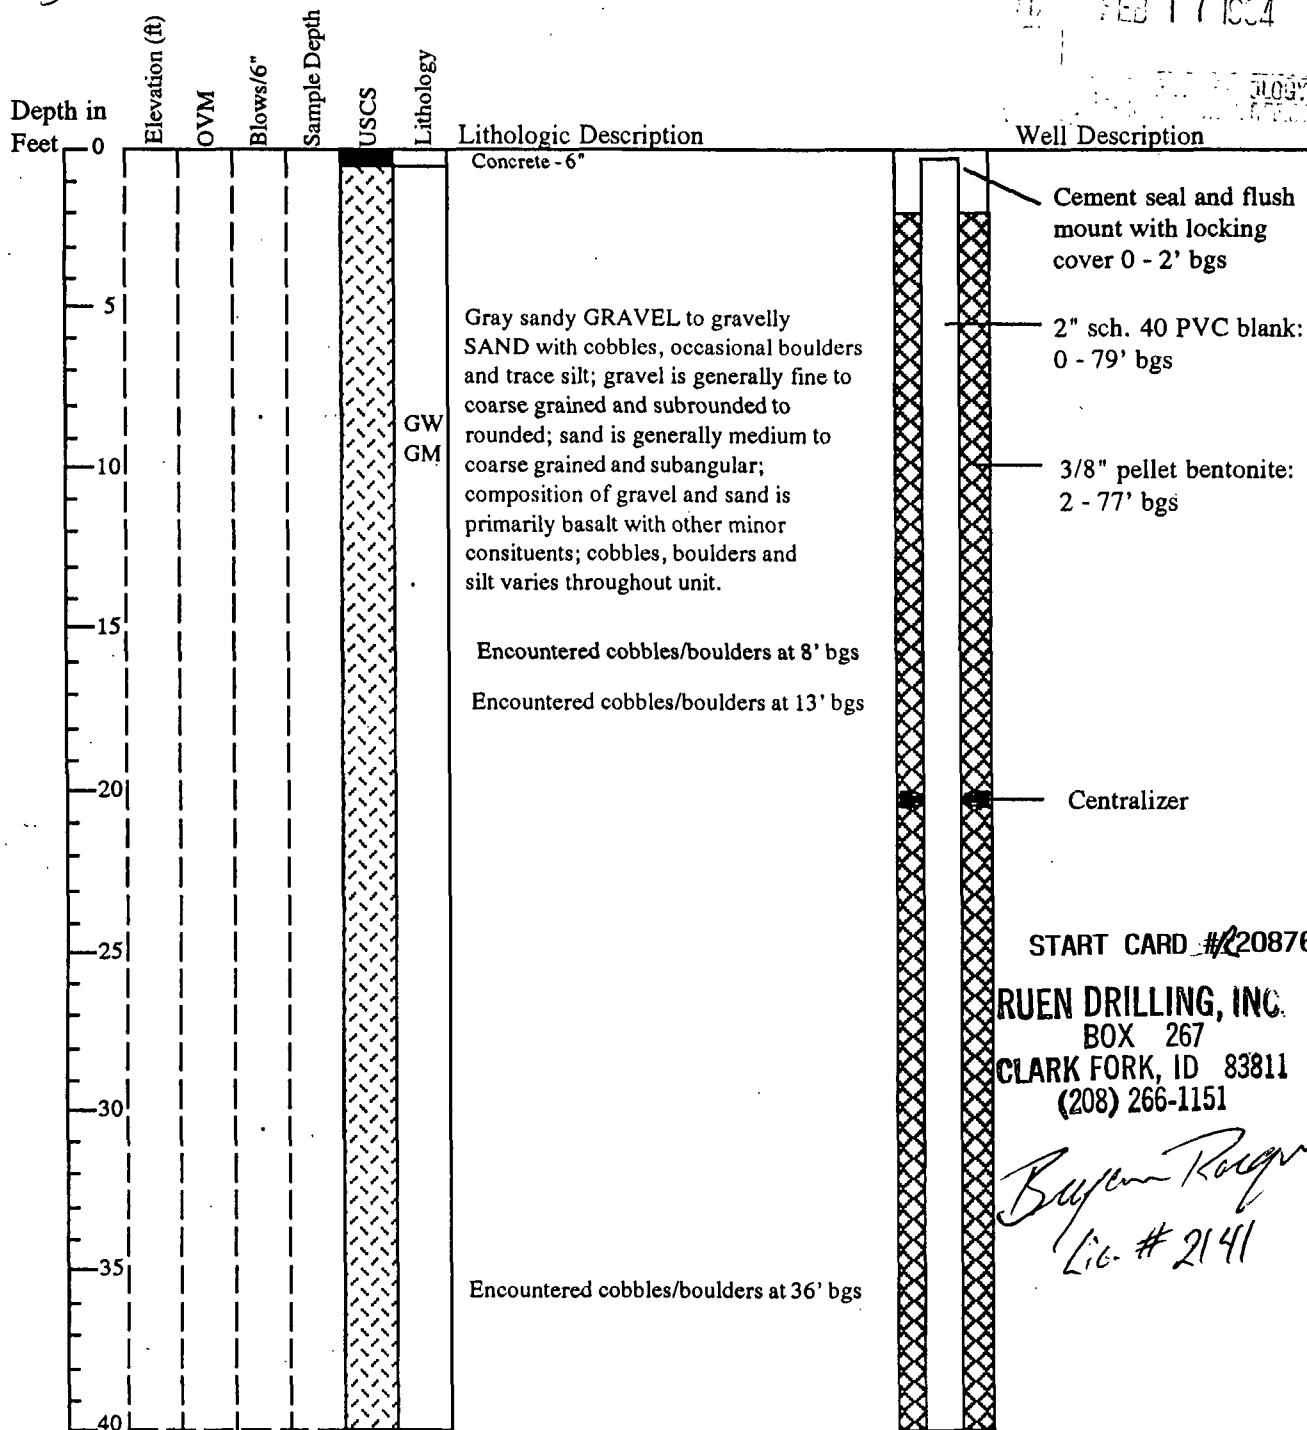 FEB 17 1994
Elevation (ft)
OVM
Blows/6"
Sample Depth
USCS
Lithology
Depth in
Feet
Lithologic Description
Well Description
0
5
10
15
20
25
30
35
40
Concrete - 6"
Gray sandy GRAVEL to gravelly
SAND with cobbles, occasional boulders
and trace silt; gravel is generally fine to
coarse grained and subrounded to
rounded; sand is generally medium to
coarse grained and subangular;
composition of gravel and sand is
primarily basalt with other minor
consituents; cobbles, boulders and
silt varies throughout unit.
GW
GM
Encountered cobbles/boulders at 8' bgs
Encountered cobbles/boulders at 13' bgs
Encountered cobbles/boulders at 36' bgs
Cement seal and flush
mount with locking
cover 0 - 2' bgs
2" sch. 40 PVC blank:
0 - 79' bgs
3/8" pellet bentonite:
2 - 77' bgs
Centralizer
START CARD #R20876
RUEN DRILLING, INC.
BOX 267
CLARK FORK, ID 83811
(208) 266-1151
Lic. # 2141